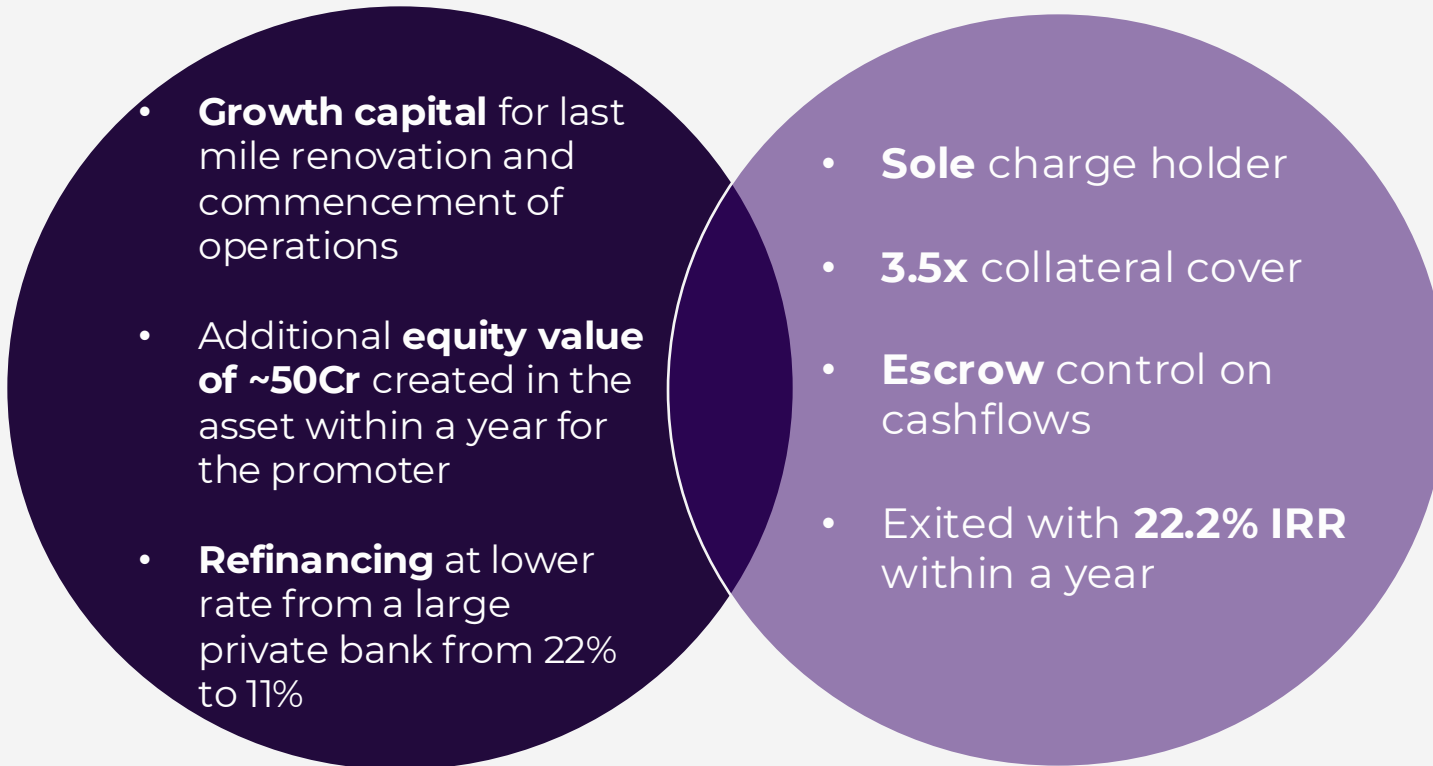 • Growth capital for last
mile renovation and
commencement of
operations
• Additional equity value
of ~50Cr created in the
asset within a year for
the promoter
• Refinancing at lower
rate from a large
private bank from 22%
to 11%
• Sole charge holder
• 3.5x collateral cover
• Escrow control on
cashflows
• Exited with 22.2% IRR
within a year